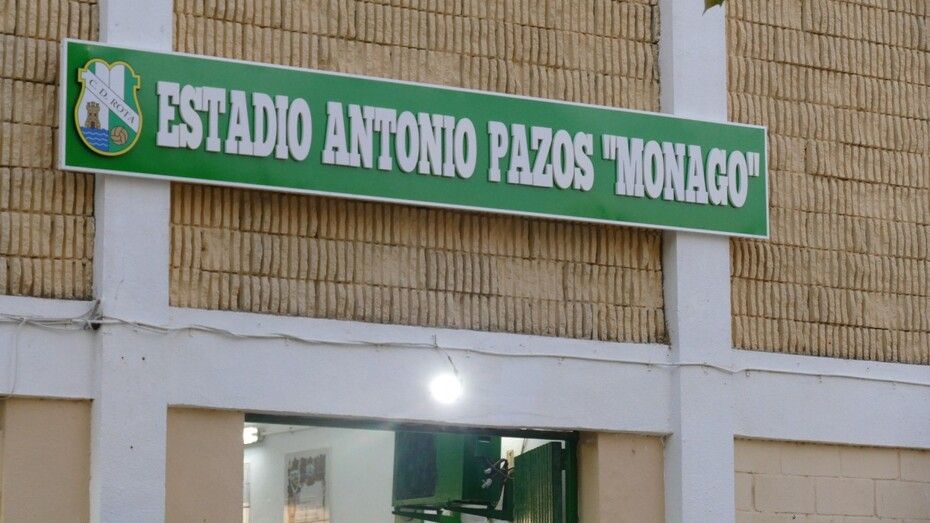 C. D. ROTA
ESTADIO ANTONIO PAZOS "MONAGO"